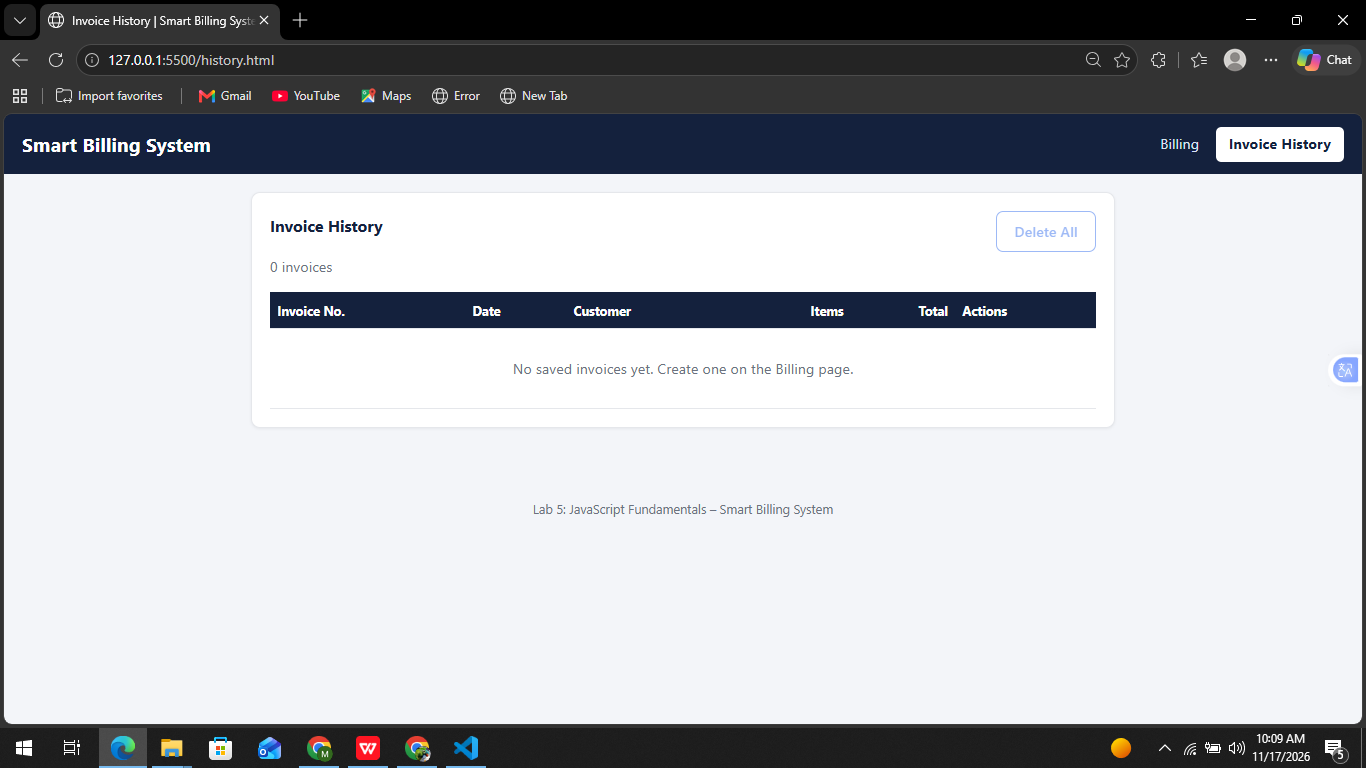 Invoice History | Smart Billing Syste
127.0.0.1:5500/history.html
Chat
Import favorites
Gmail
YouTube
Maps
Error
New Tab
Smart Billing System
Billing
Invoice History
Invoice History
Delete All
0 invoices
Invoice No. Date Customer Items Total Actions
No saved invoices yet. Create one on the Billing page.
Lab 5: JavaScript Fundamentals – Smart Billing System
10:09 AM
11/17/2026
5